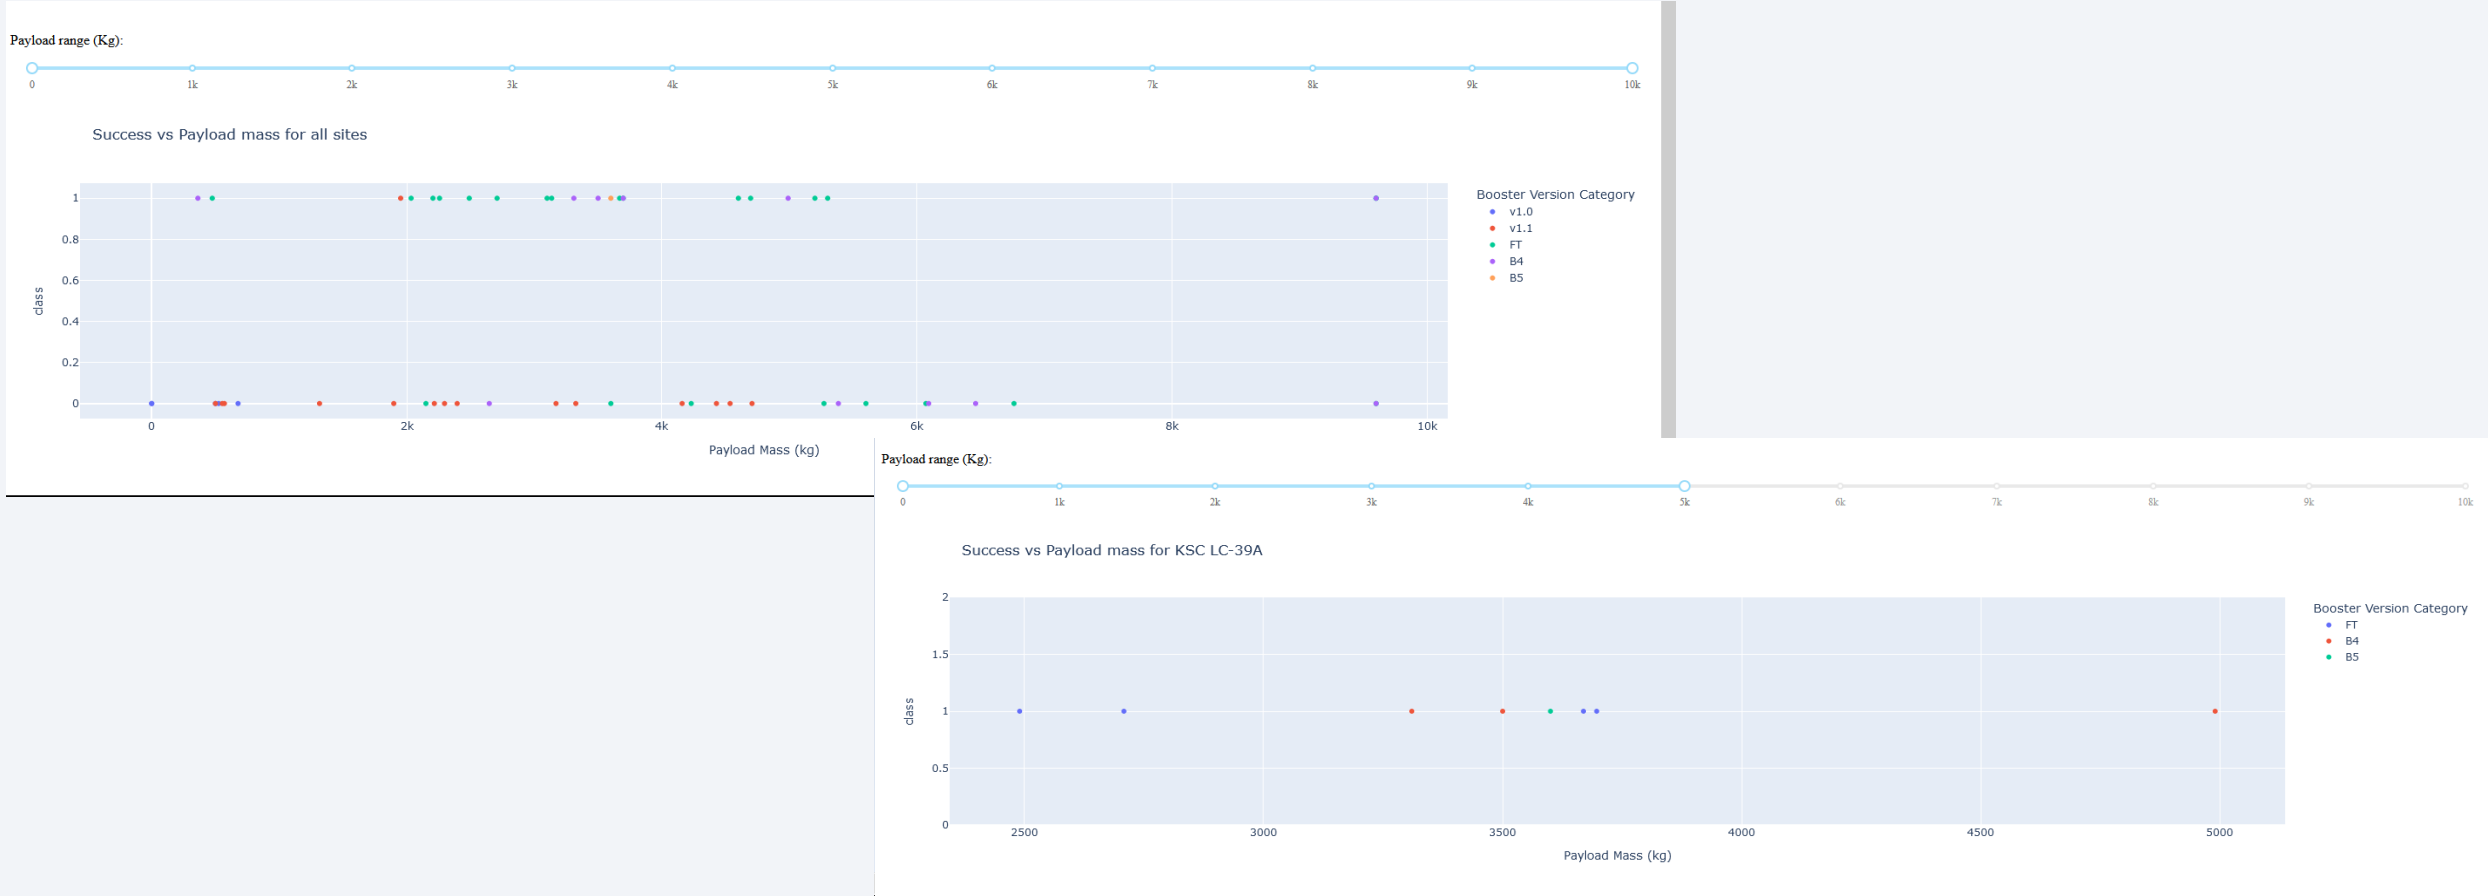 Payload range (Kg):
0 1k 2k 3k 4k 5k 6k 7k 8k 9k 10k
Success vs Payload mass for all sites
Booster Version Category
v1.0
v1.1
FT
B4
B5
1
0.8
0.6
0.4
0.2
0
class
0 2k 4k 6k 8k 10k
Payload Mass (kg)
Payload range (Kg):
0 1k 2k 3k 4k 5k 6k 7k 8k 9k 10k
Success vs Payload mass for KSC LC-39A
Booster Version Category
FT
B4
B5
2
1.5
1
0.5
0
class
2500 3000 3500 4000 4500 5000
Payload Mass (kg)